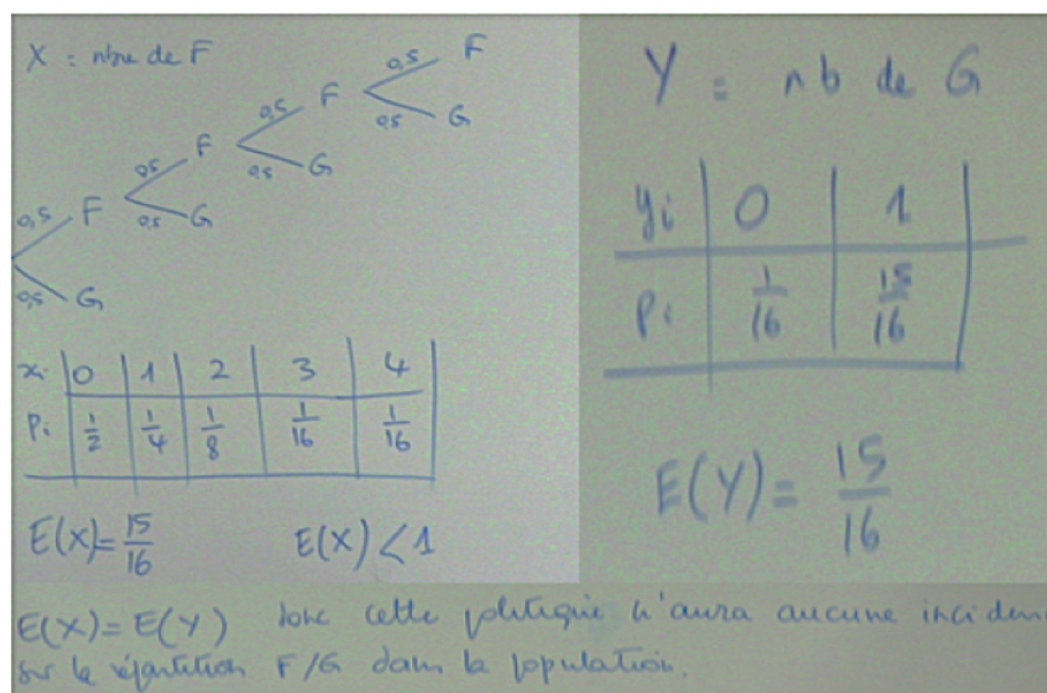 X : nbre de F
0,5 F
0,5 F 0,5 G
0,5 F 0,5 G
0,5 F 0,5 G
0,5 G
xi 0 1 2 3 4
Pi 1/2 1/4 1/8 1/16 1/16
E(X)=15/16 E(X)<1
Y : nb de G
yi 0 1
Pi 1/16 15/16
E(Y)= 15/16
E(X)=E(Y) donc cette politique n'aura aucune inciden
sur la répartition F/G dans la population.